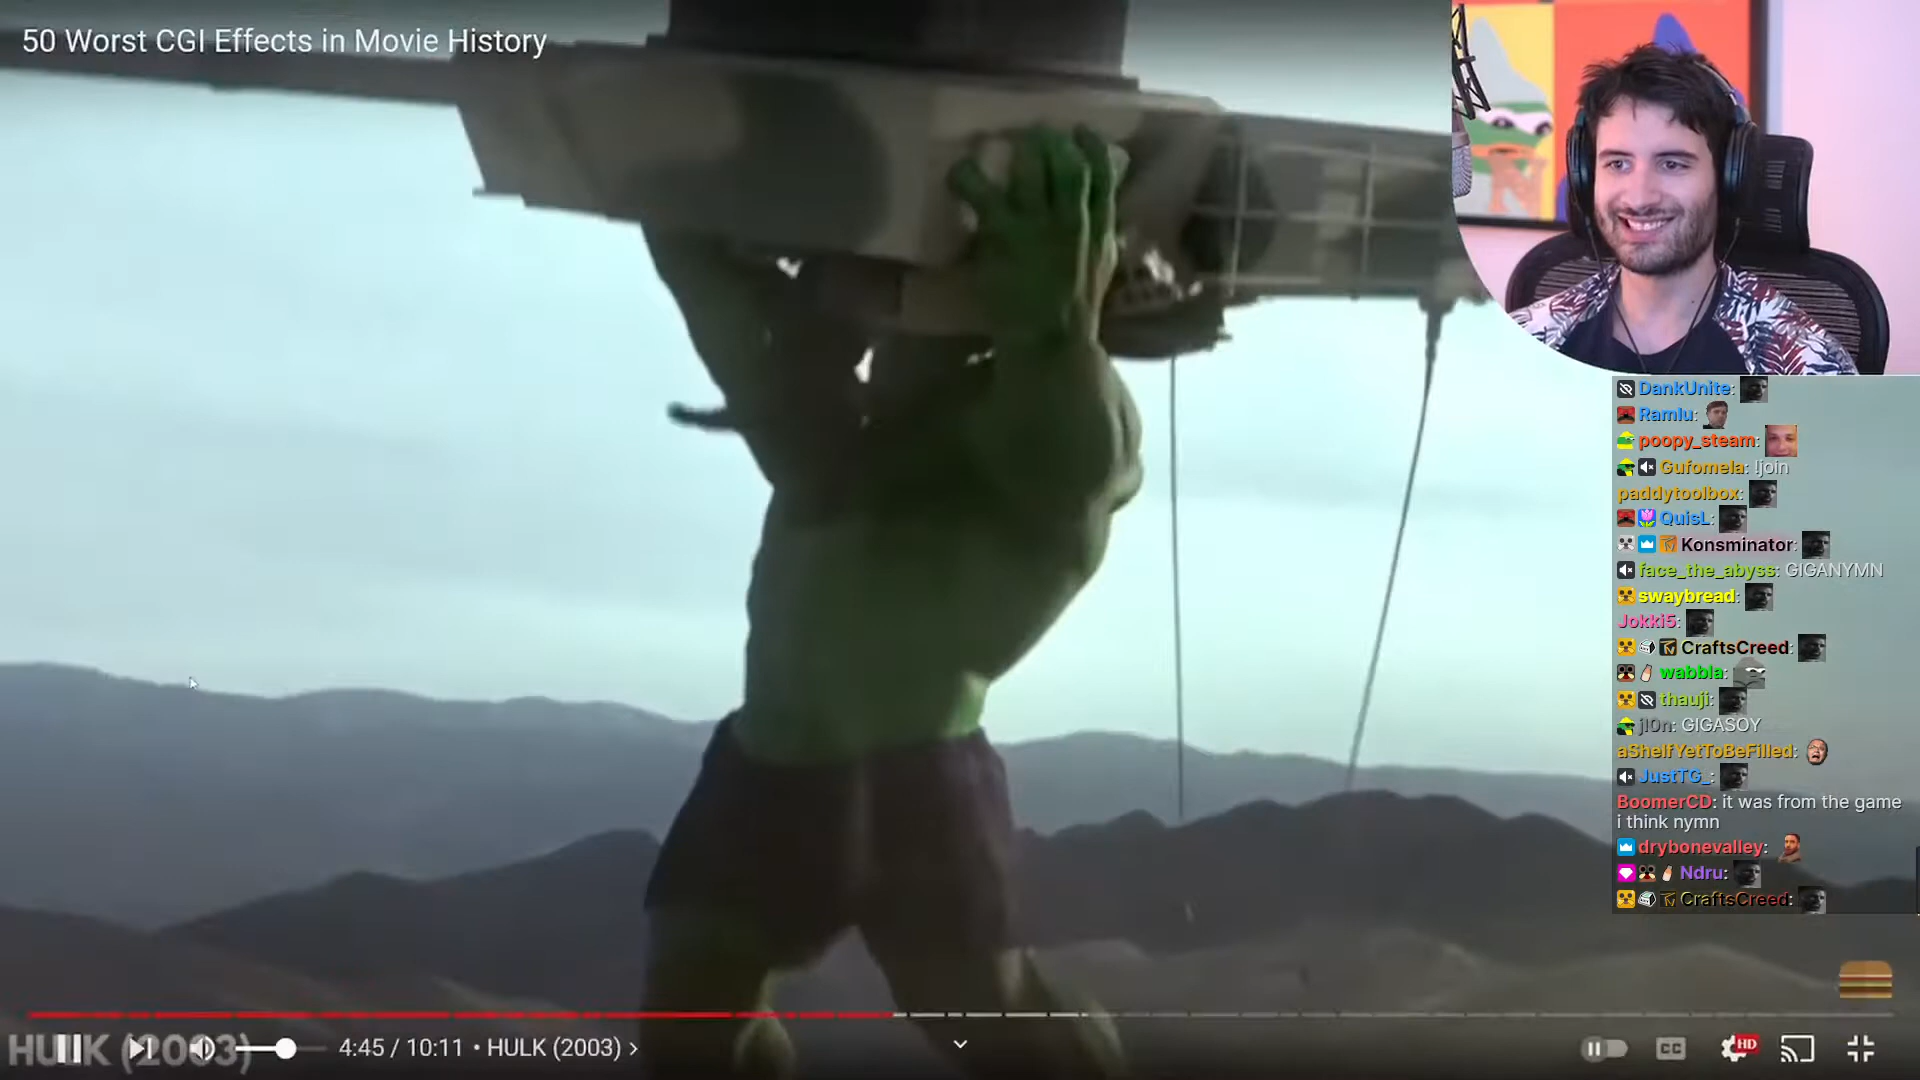 50 Worst CGI Effects in Movie History
DankUnite:
Ramlu:
poopy_steam:
Gufomela: !join
paddytoolbox:
QuisL:
Konsminator:
face_the_abyss: GIGANYMN
swaybread:
Jokki5:
CraftsCreed:
wabbla:
thauji:
jl0n: GIGASOY
aShelfYetToBeFilled:
JustTG_:
BoomerCD: it was from the game
i think nymn
drybonevalley:
Ndru:
CraftsCreed:
HULK (2003)
4:45 / 10:11 • HULK (2003)
CC
HD